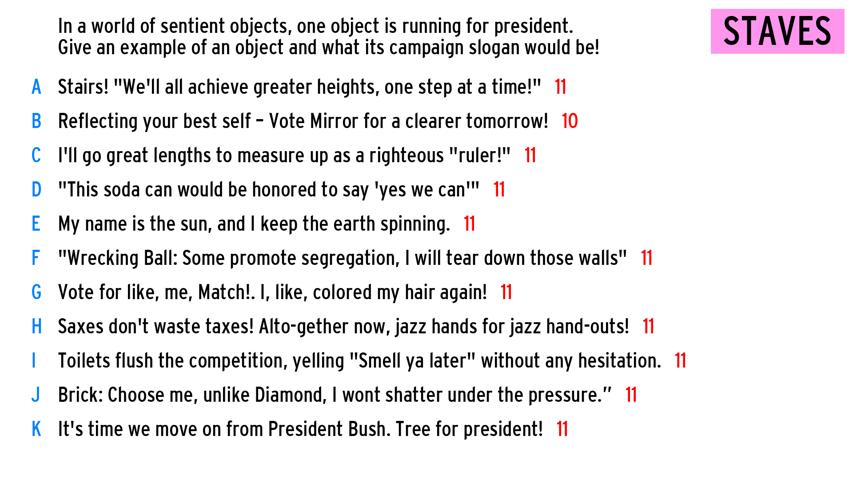 In a world of sentient objects, one object is running for president.
Give an example of an object and what its campaign slogan would be!
STAVES
A Stairs! "We'll all achieve greater heights, one step at a time!" 11
B Reflecting your best self – Vote Mirror for a clearer tomorrow! 10
C I'll go great lengths to measure up as a righteous "ruler!" 11
D "This soda can would be honored to say 'yes we can'" 11
E My name is the sun, and I keep the earth spinning. 11
F "Wrecking Ball: Some promote segregation, I will tear down those walls" 11
G Vote for like, me, Match!. I, like, colored my hair again! 11
H Saxes don't waste taxes! Alto-gether now, jazz hands for jazz hand-outs! 11
I Toilets flush the competition, yelling "Smell ya later" without any hesitation. 11
J Brick: Choose me, unlike Diamond, I wont shatter under the pressure.” 11
K It's time we move on from President Bush. Tree for president! 11